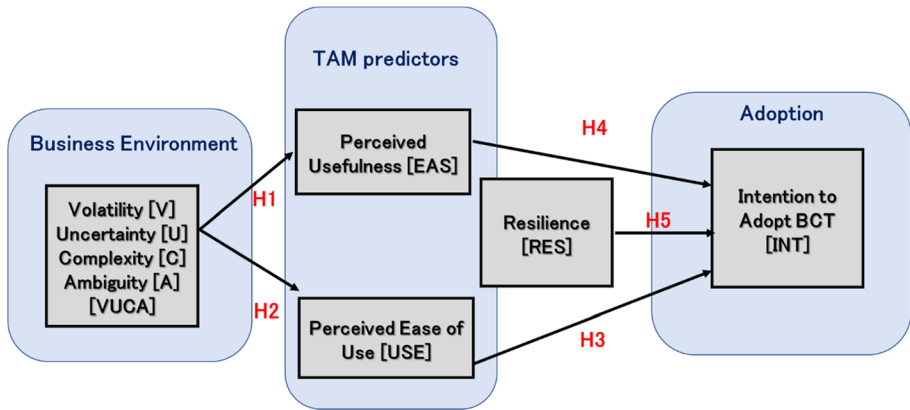 Business Environment
Volatility [V]
Uncertainty [U]
Complexity [C]
Ambiguity [A]
[VUCA]
H1
H2
TAM predictors
Perceived
Usefulness [EAS]
Perceived Ease of
Use [USE]
Resilience
[RES]
H4
H5
H3
Adoption
Intention to
Adopt BCT
[INT]